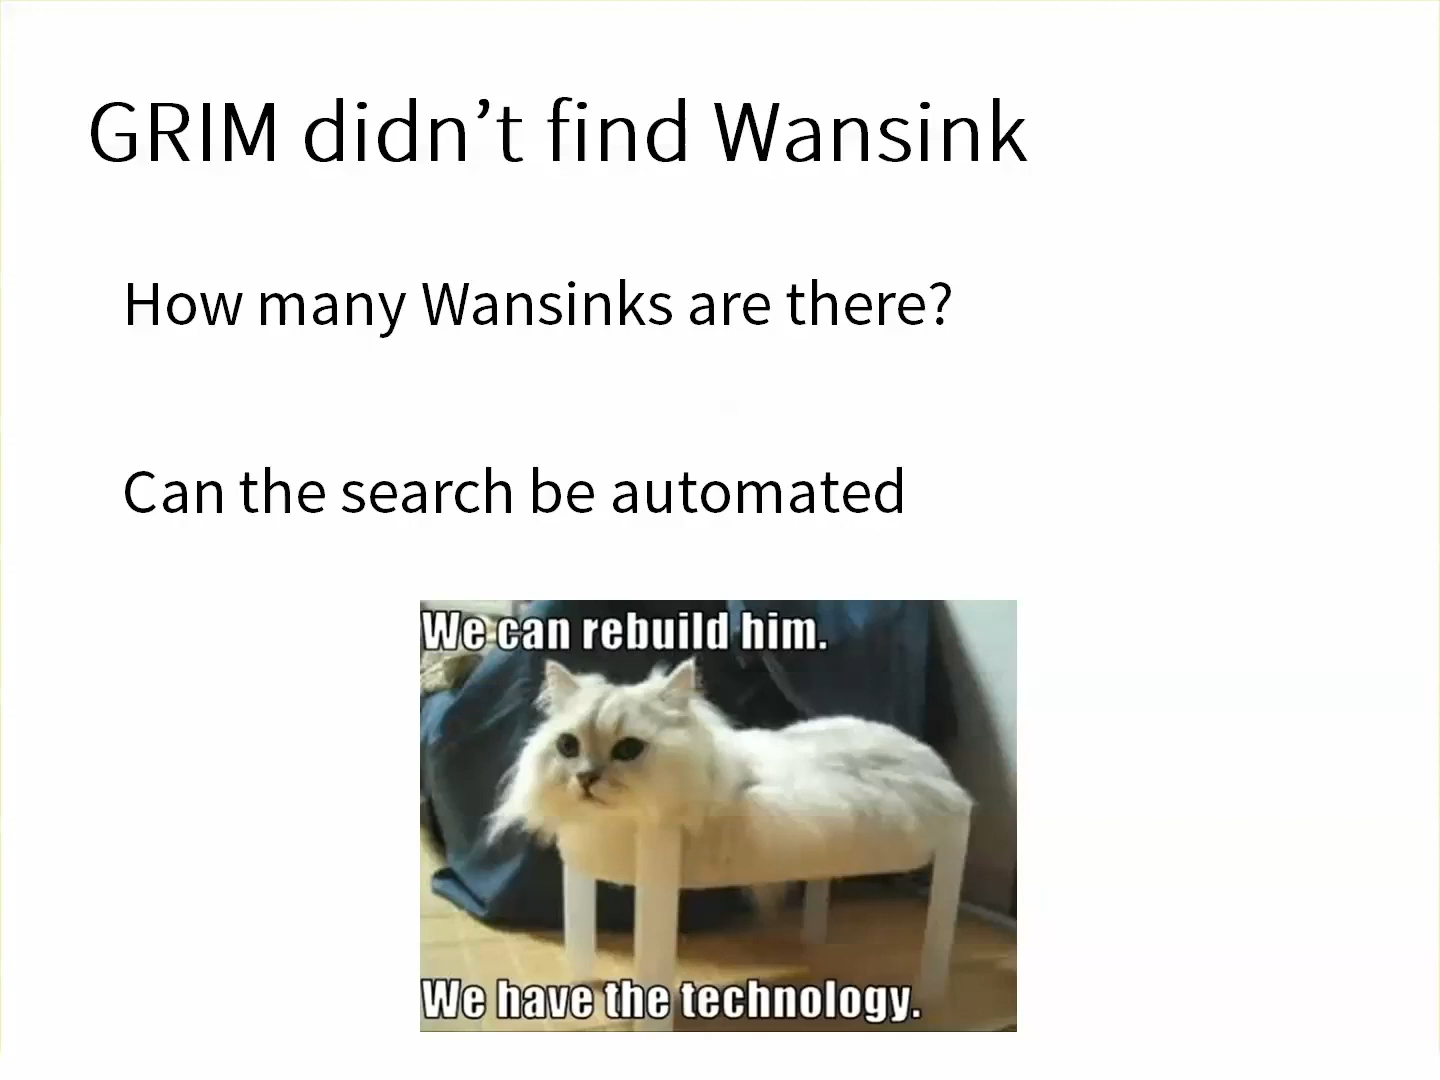 GRIM didn’t find Wansink
How many Wansinks are there?
Can the search be automated
We can rebuild him.
We have the technology.